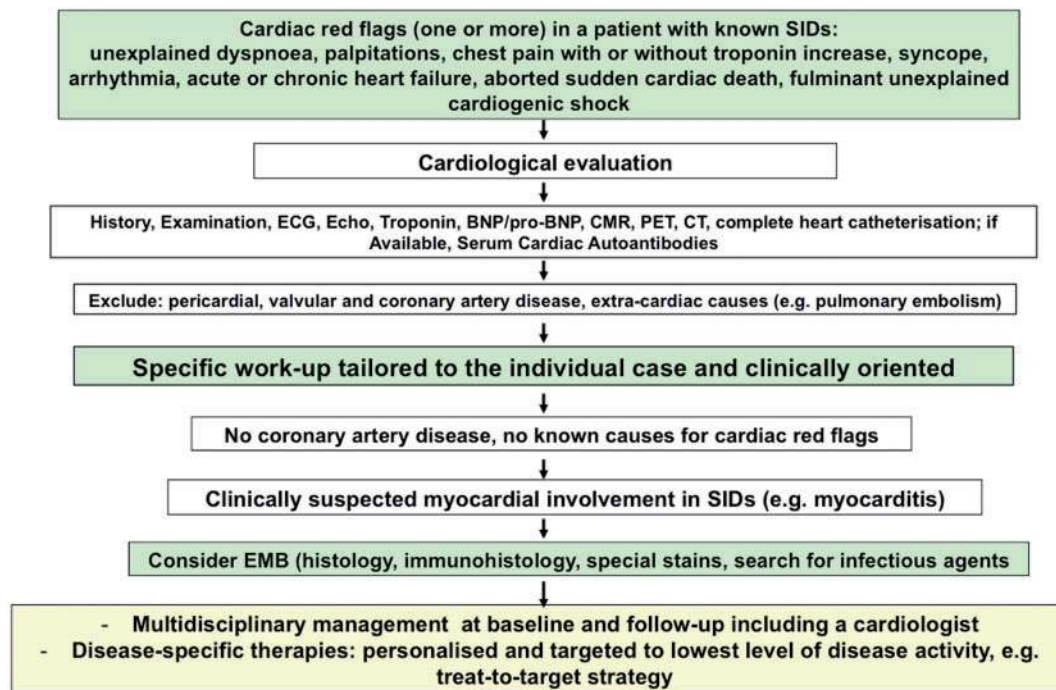 Cardiac red flags (one or more) in a patient with known SIDs:
unexplained dyspnoea, palpitations, chest pain with or without troponin increase, syncope,
arrhythmia, acute or chronic heart failure, aborted sudden cardiac death, fulminant unexplained
cardiogenic shock
Cardiological evaluation
History, Examination, ECG, Echo, Troponin, BNP/pro-BNP, CMR, PET, CT, complete heart catheterisation; if
Available, Serum Cardiac Autoantibodies
Exclude: pericardial, valvular and coronary artery disease, extra-cardiac causes (e.g. pulmonary embolism)
Specific work-up tailored to the individual case and clinically oriented
No coronary artery disease, no known causes for cardiac red flags
Clinically suspected myocardial involvement in SIDs (e.g. myocarditis)
Consider EMB (histology, immunohistology, special stains, search for infectious agents
- Multidisciplinary management at baseline and follow-up including a cardiologist
- Disease-specific therapies: personalised and targeted to lowest level of disease activity, e.g.
treat-to-target strategy